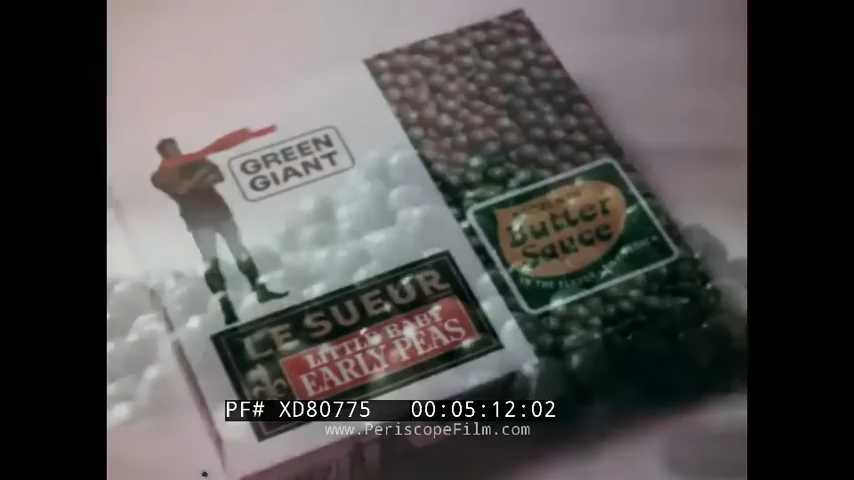 GREEN
GIANT
Butter
Sauce
LE SUEUR
LITTLE BABY
EARLY PEAS
PF# XD80775 00:05:12:02
www.PeriscopeFilm.com